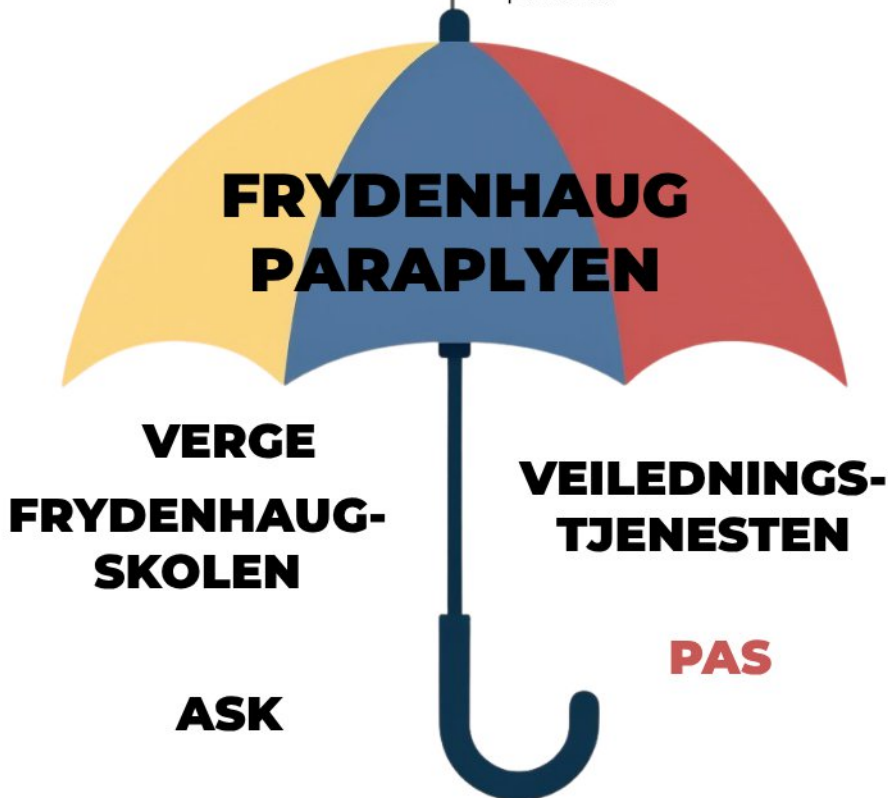 FRYDENHAUG
PARAPLYEN
VERGE
FRYDENHAUG-
SKOLEN
VEILEDNINGS-
TJENESTEN
PAS
ASK